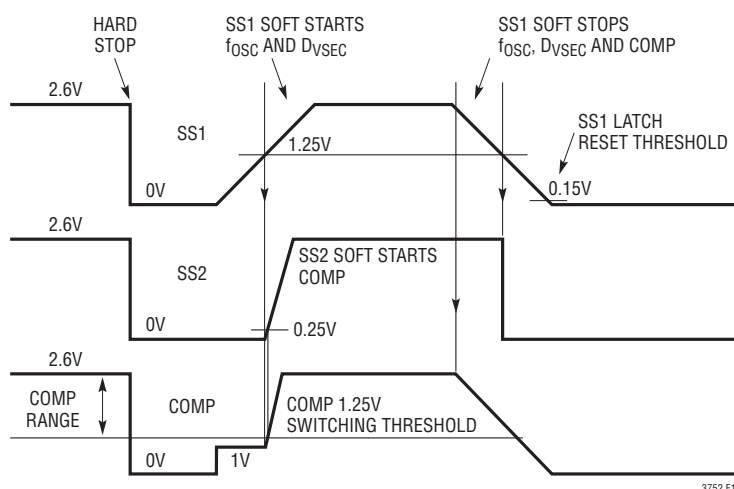 HARD
STOP
SS1 SOFT STARTS
fOSC AND DVSEC
SS1 SOFT STOPS
fOSC, DVSEC AND COMP
2.6V
SS1
1.25V
SS1 LATCH
RESET THRESHOLD
0V
0.15V
2.6V
SS2
SS2 SOFT STARTS
COMP
0V
0.25V
2.6V
COMP
RANGE
COMP
COMP 1.25V
SWITCHING THRESHOLD
0V
1V